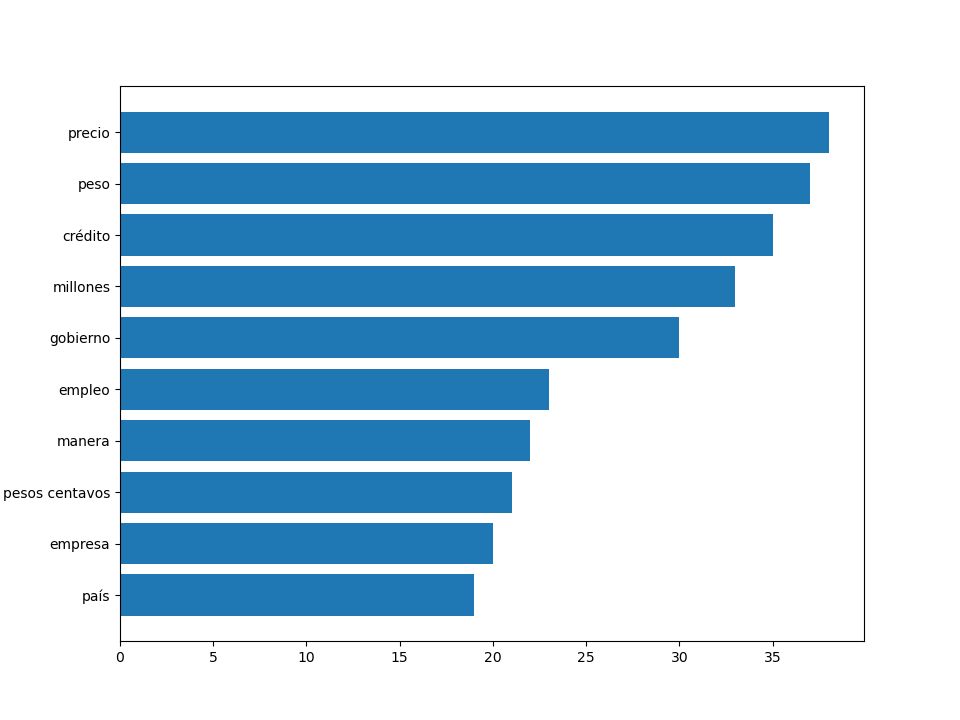 precio
peso
crédito
millones
gobierno
empleo
manera
pesos centavos
empresa
país
0 5 10 15 20 25 30 35